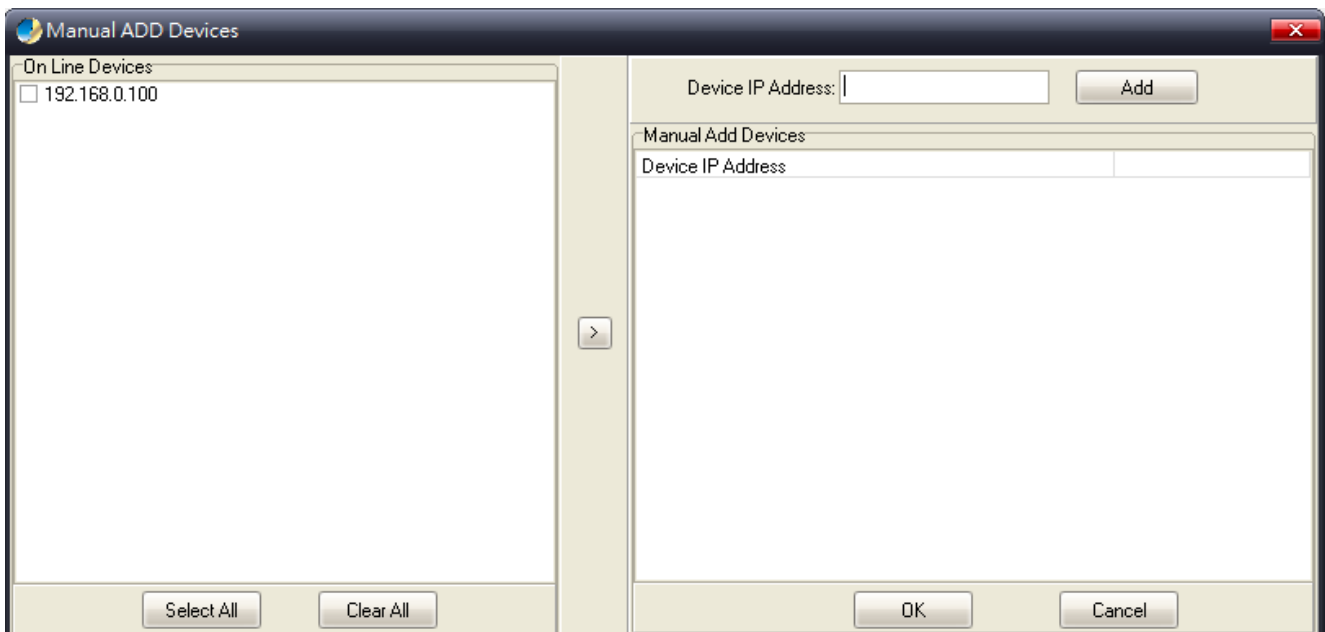 Manual ADD Devices
On Line Devices
192.168.0.100
Select All
Clear All
>
Device IP Address:
Add
Manual Add Devices
Device IP Address
OK
Cancel